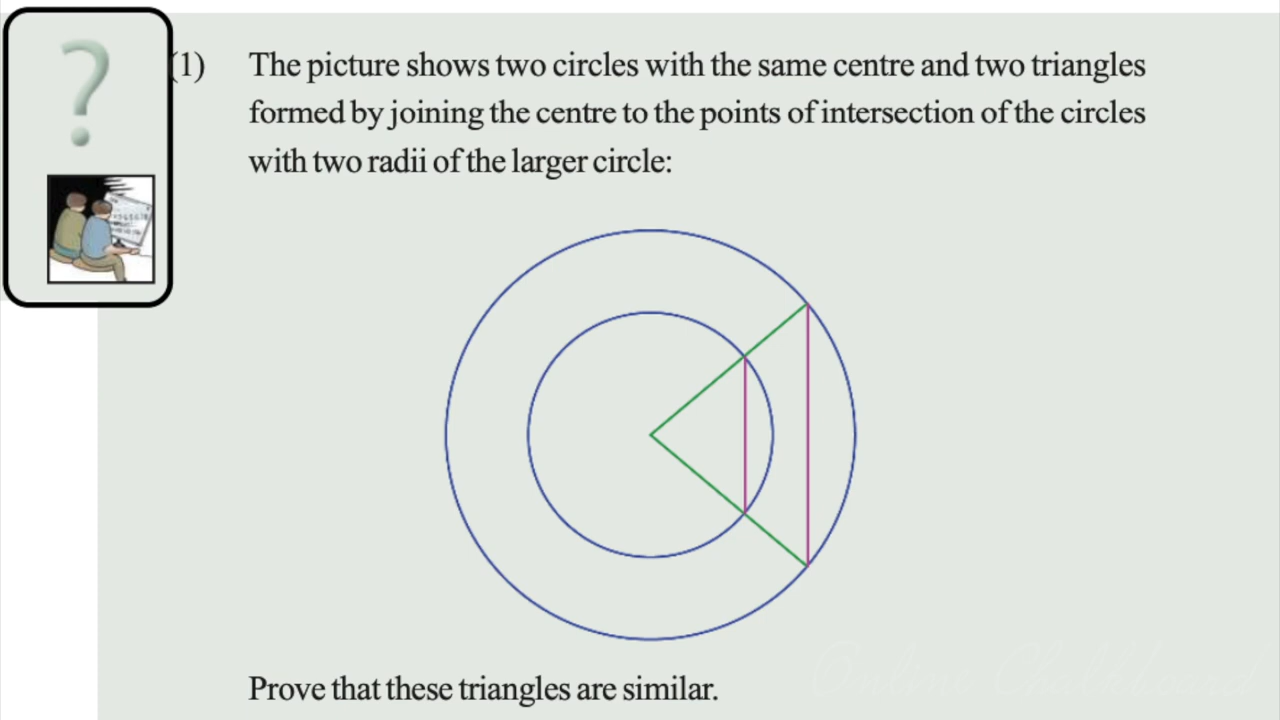 ?
(1) The picture shows two circles with the same centre and two triangles
formed by joining the centre to the points of intersection of the circles
with two radii of the larger circle:
Prove that these triangles are similar.
Online Chalkboard